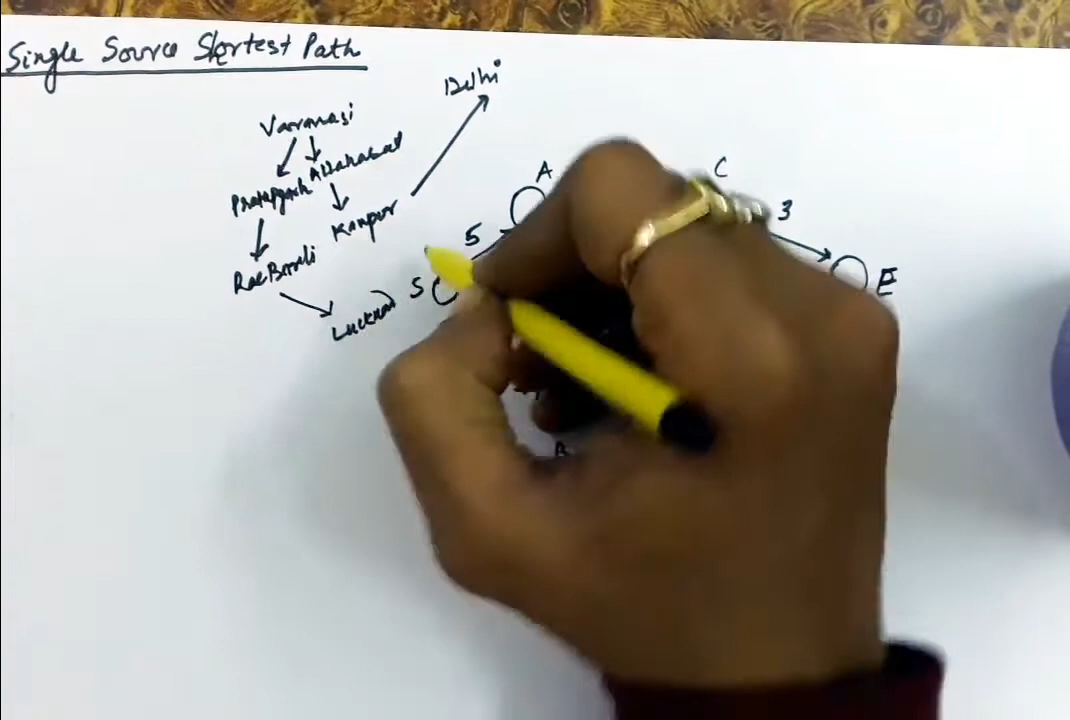 Single Source Shortest Path
Delhi
Varanasi
Allahabad
Pratapgarh
Kanpur
RaeBareli
Lucknow
A
C
5
3
S
E
B